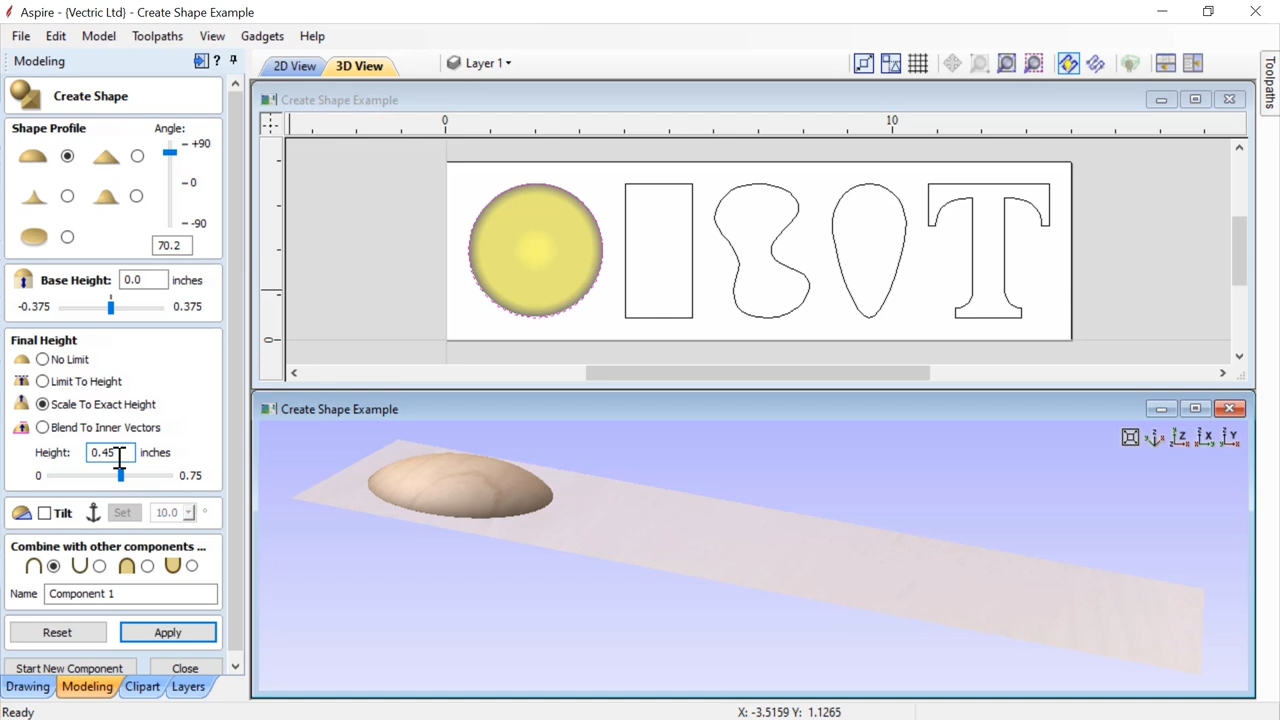 Aspire - {Vectric Ltd} - Create Shape Example
File Edit Model Toolpaths View Gadgets Help
Modeling
2D View 3D View Layer 1
Toolpaths
Create Shape
Shape Profile Angle:
+90
0
-90
70.2
Base Height: 0.0 inches
-0.375 0.375
Final Height
No Limit
Limit To Height
Scale To Exact Height
Blend To Inner Vectors
Height: 0.45 inches
0 0.75
Tilt Set 10.0 °
Combine with other components ...
Name Component 1
Reset Apply
Start New Component Close
Drawing Modeling Clipart Layers
Create Shape Example
0 10
0
Create Shape Example
Z X Y
Ready X: -3.5159 Y: 1.1265